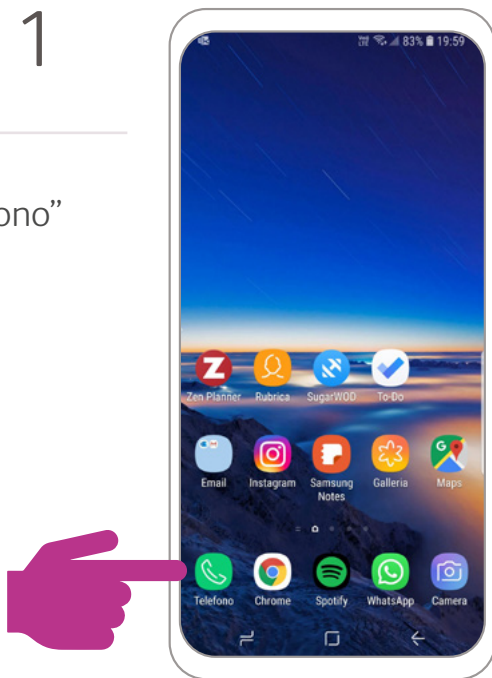 1
ono”
83% 19:59
Zen Planner Rubrica SugarWOD To-Do
Email Instagram Samsung Notes Galleria Maps
Telefono Chrome Spotify WhatsApp Camera